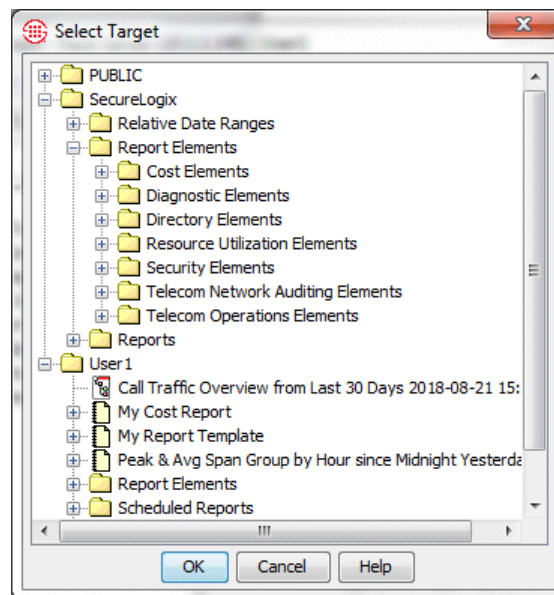 Select Target
PUBLIC
SecureLogix
Relative Date Ranges
Report Elements
Cost Elements
Diagnostic Elements
Directory Elements
Resource Utilization Elements
Security Elements
Telecom Network Auditing Elements
Telecom Operations Elements
Reports
User1
Call Traffic Overview from Last 30 Days 2018-08-21 15:
My Cost Report
My Report Template
Peak & Avg Span Group by Hour since Midnight Yesterda
Report Elements
Scheduled Reports
OK Cancel Help